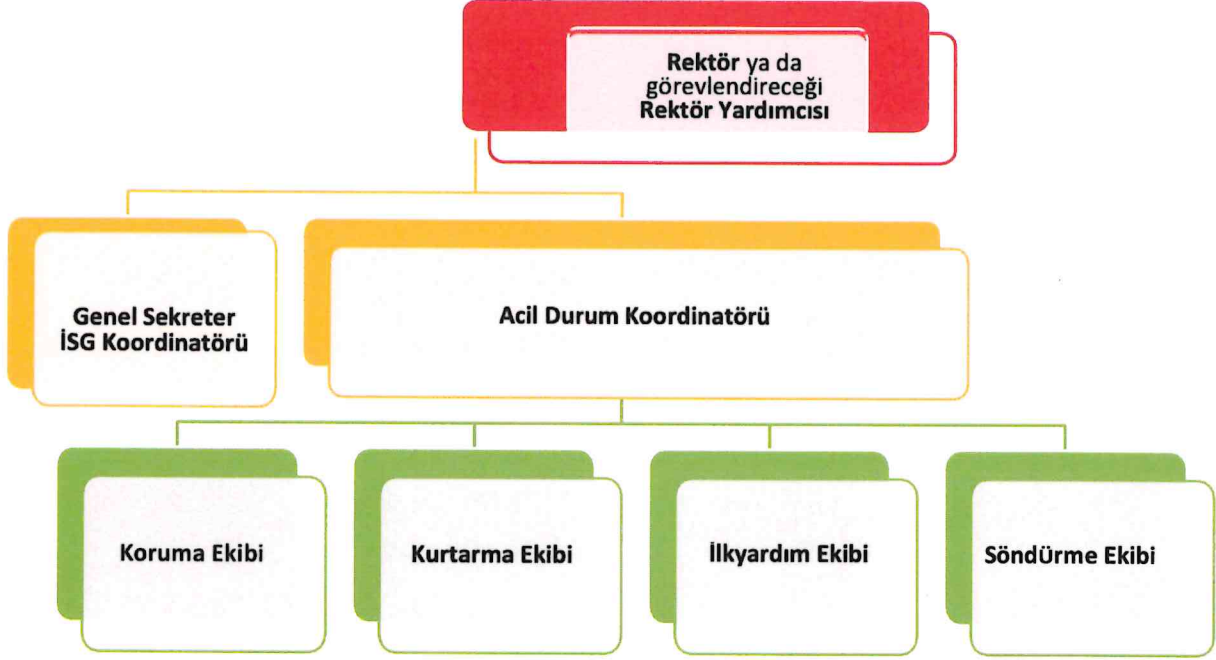 Rektör ya da
görevlendireceği
Rektör Yardımcısı
Genel Sekreter
İSG Koordinatörü
Acil Durum Koordinatörü
Koruma Ekibi
Kurtarma Ekibi
İlkyardım Ekibi
SöndÜrme Ekibi